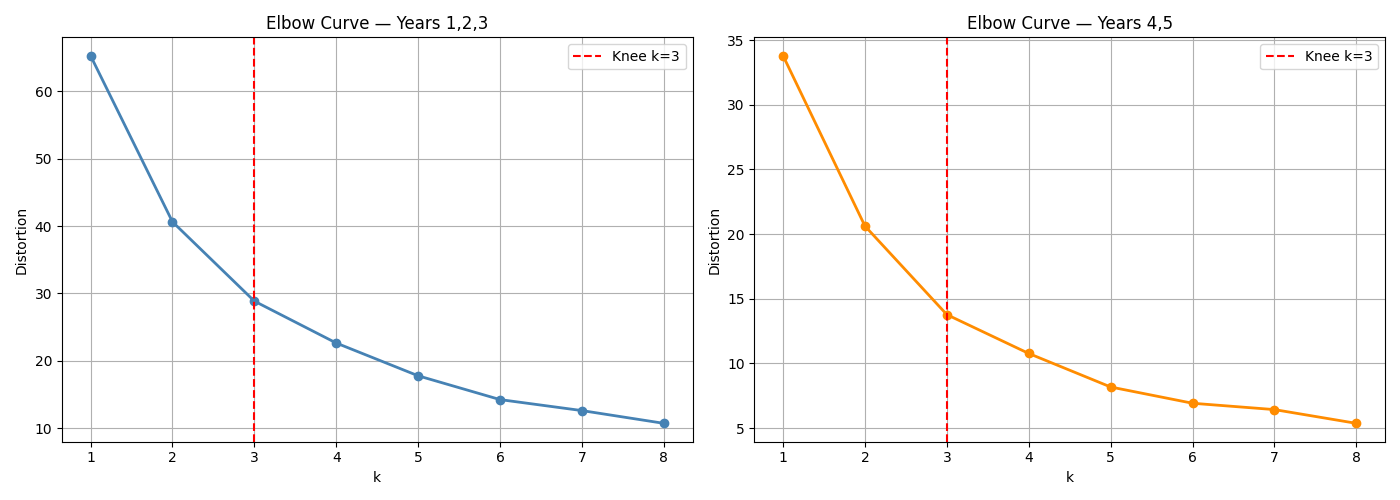 Elbow Curve — Years 1,2,3
Knee k=3
Distortion
60
50
40
30
20
10
1 2 3 4 5 6 7 8
k
Elbow Curve — Years 4,5
Knee k=3
Distortion
35
30
25
20
15
10
5
1 2 3 4 5 6 7 8
k